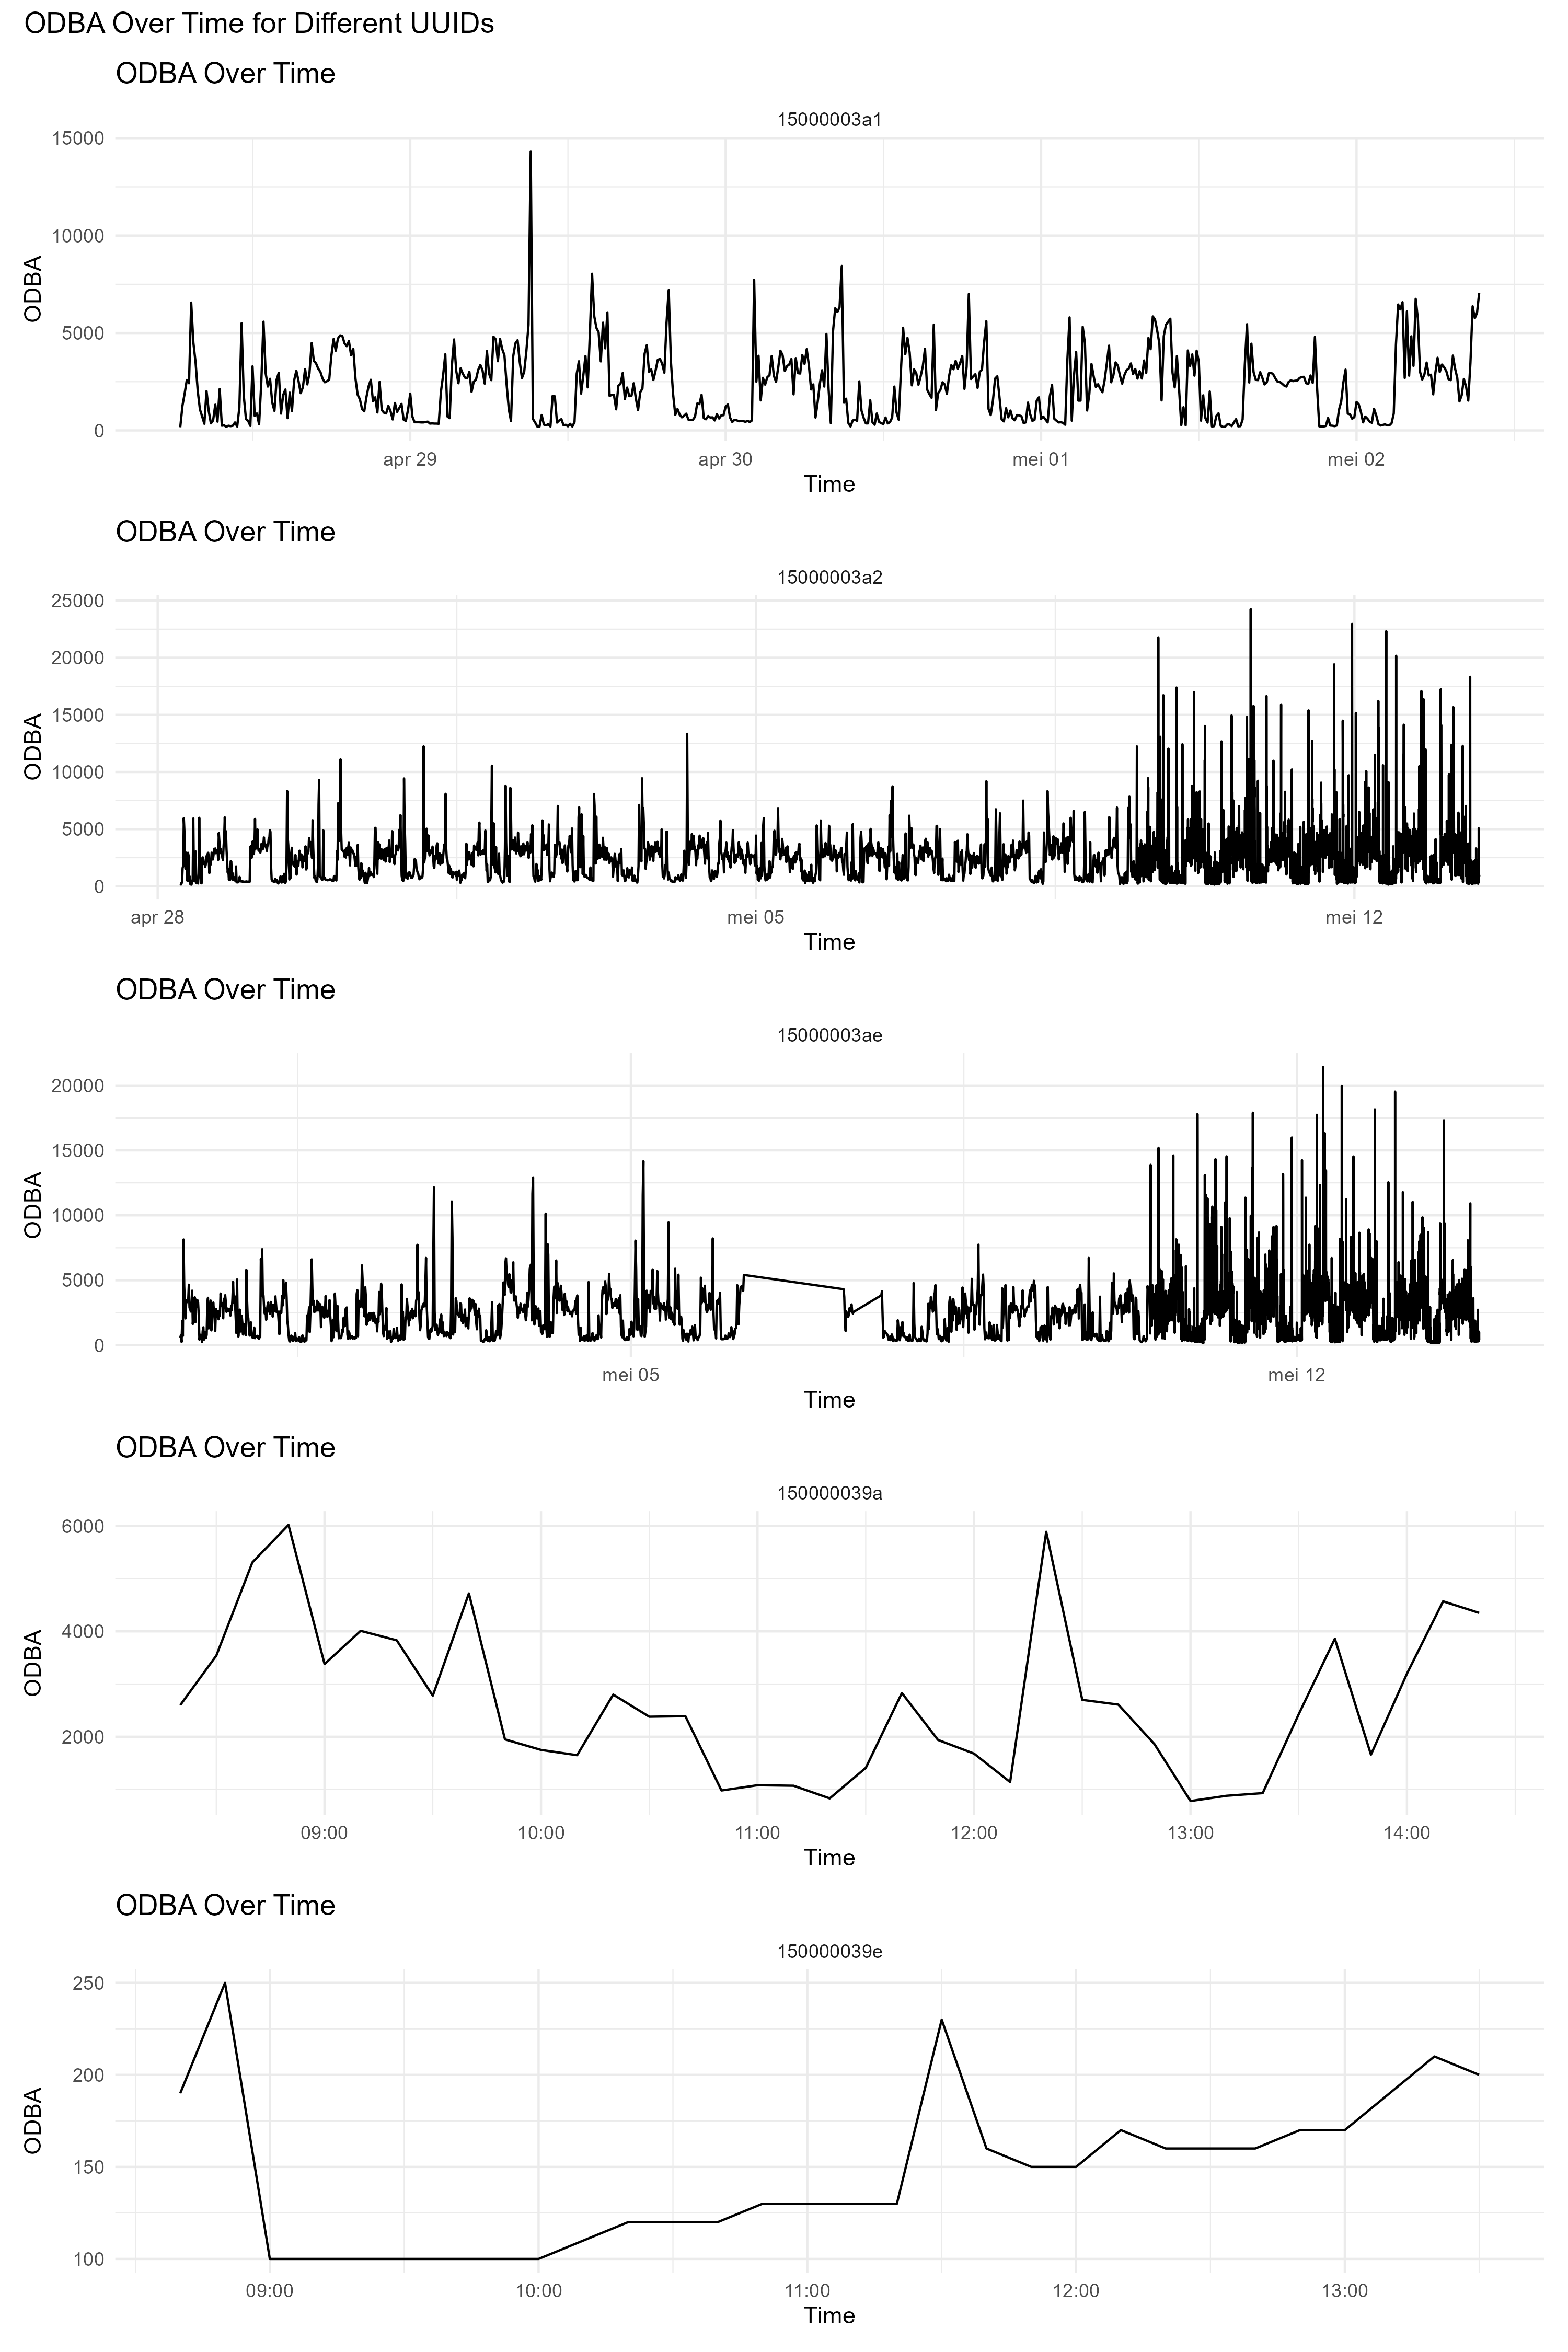 ODBA Over Time for Different UUIDs
ODBA Over Time
15000003a1
15000
10000
5000
0
ODBA
apr 29 apr 30 mei 01 mei 02
Time
ODBA Over Time
15000003a2
25000
20000
15000
10000
5000
0
ODBA
apr 28 mei 05 mei 12
Time
ODBA Over Time
15000003ae
20000
15000
10000
5000
0
ODBA
mei 05 mei 12
Time
ODBA Over Time
150000039a
6000
4000
2000
ODBA
09:00 10:00 11:00 12:00 13:00 14:00
Time
ODBA Over Time
150000039e
250
200
150
100
ODBA
09:00 10:00 11:00 12:00 13:00
Time